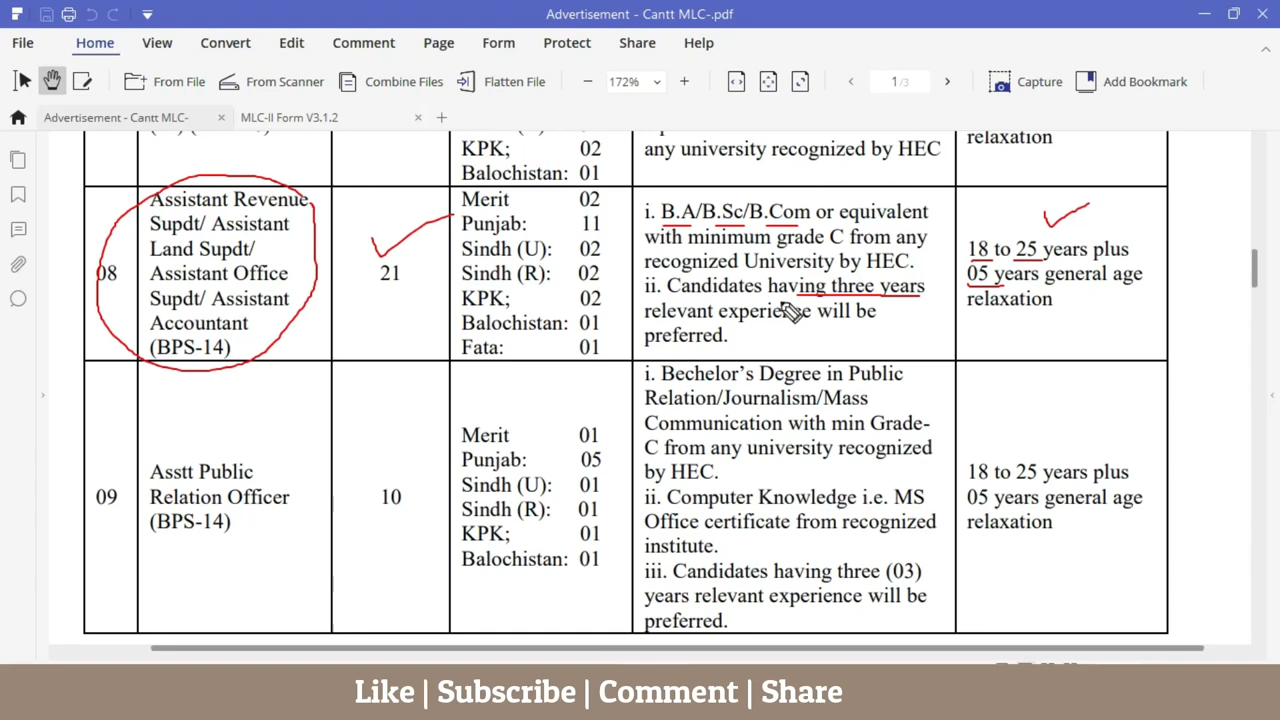 Advertisement - Cantt MLC-.pdf
File Home View Convert Edit Comment Page Form Protect Share Help
From File From Scanner Combine Files Flatten File 172% 1/3 Capture Add Bookmark
Advertisement - Cantt MLC- MLC-II Form V3.1.2
KPK; 02
Balochistan: 01
any university recognized by HEC
relaxation
08
Assistant Revenue
Supdt/ Assistant
Land Supdt/
Assistant Office
Supdt/ Assistant
Accountant
(BPS-14)
21
Merit 02
Punjab: 11
Sindh (U): 02
Sindh (R): 02
KPK; 02
Balochistan: 01
Fata: 01
i. B.A/B.Sc/B.Com or equivalent
with minimum grade C from any
recognized University by HEC.
ii. Candidates having three years
relevant experience will be
preferred.
18 to 25 years plus
05 years general age
relaxation
09
Asstt Public
Relation Officer
(BPS-14)
10
Merit 01
Punjab: 05
Sindh (U): 01
Sindh (R): 01
KPK; 01
Balochistan: 01
i. Bechelor's Degree in Public
Relation/Journalism/Mass
Communication with min Grade-
C from any university recognized
by HEC.
ii. Computer Knowledge i.e. MS
Office certificate from recognized
institute.
iii. Candidates having three (03)
years relevant experience will be
preferred.
18 to 25 years plus
05 years general age
relaxation
Like | Subscribe | Comment | Share